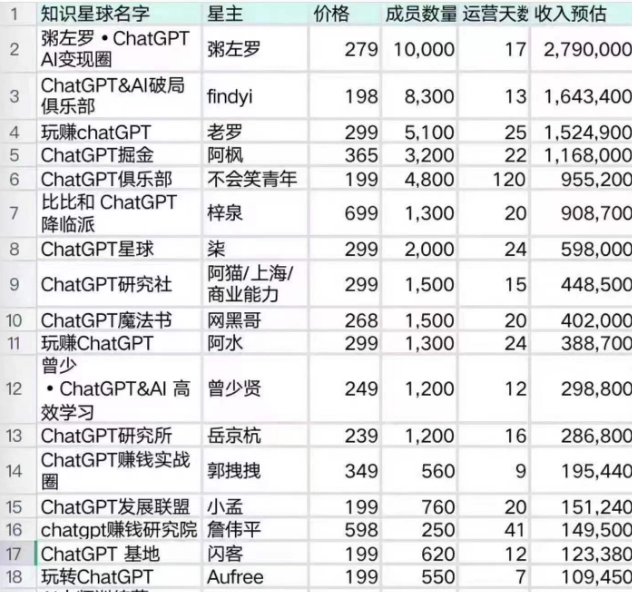 1 知识星球名字 星主 价格 成员数量 运营天数 收入预估
2 粥左罗•ChatGPT AI变现圈 粥左罗 279 10,000 17 2,790,000
3 ChatGPT&AI破局俱乐部 findyi 198 8,300 13 1,643,400
4 玩赚chatGPT 老罗 299 5,100 25 1,524,900
5 ChatGPT掘金 阿枫 365 3,200 22 1,168,000
6 ChatGPT俱乐部 不会笑青年 199 4,800 120 955,200
7 比比和 ChatGPT 降临派 梓泉 699 1,300 20 908,700
8 ChatGPT星球 柒 299 2,000 24 598,000
9 ChatGPT研究社 阿猫/上海/商业能力 299 1,500 15 448,500
10 ChatGPT魔法书 网黑哥 268 1,500 20 402,000
11 玩赚ChatGPT 阿水 299 1,300 24 388,700
12 曾少•ChatGPT&AI 高效学习 曾少贤 249 1,200 12 298,800
13 ChatGPT研究所 岳京杭 239 1,200 16 286,800
14 ChatGPT赚钱实战圈 郭拽拽 349 560 9 195,440
15 ChatGPT发展联盟 小孟 199 760 20 151,240
16 chatgpt赚钱研究院 詹伟平 598 250 41 149,500
17 ChatGPT 基地 闪客 199 620 12 123,380
18 玩转ChatGPT Aufree 199 550 7 109,450